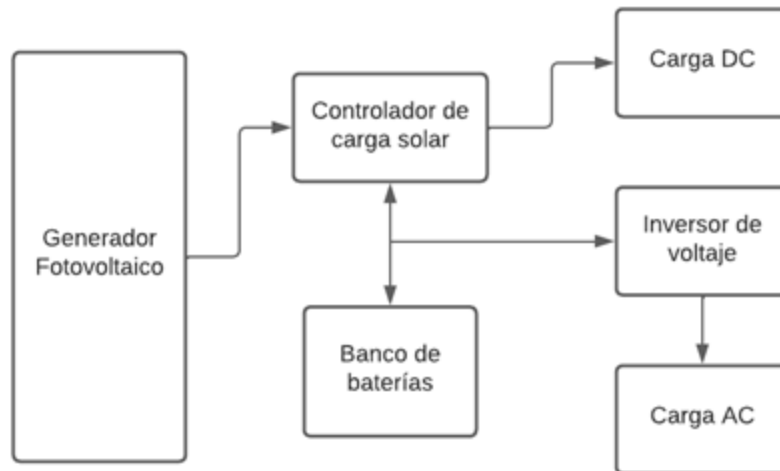 Generador
Fotovoltaico
Controlador de
carga solar
Banco de
baterías
Carga DC
Inversor de
voltaje
Carga AC